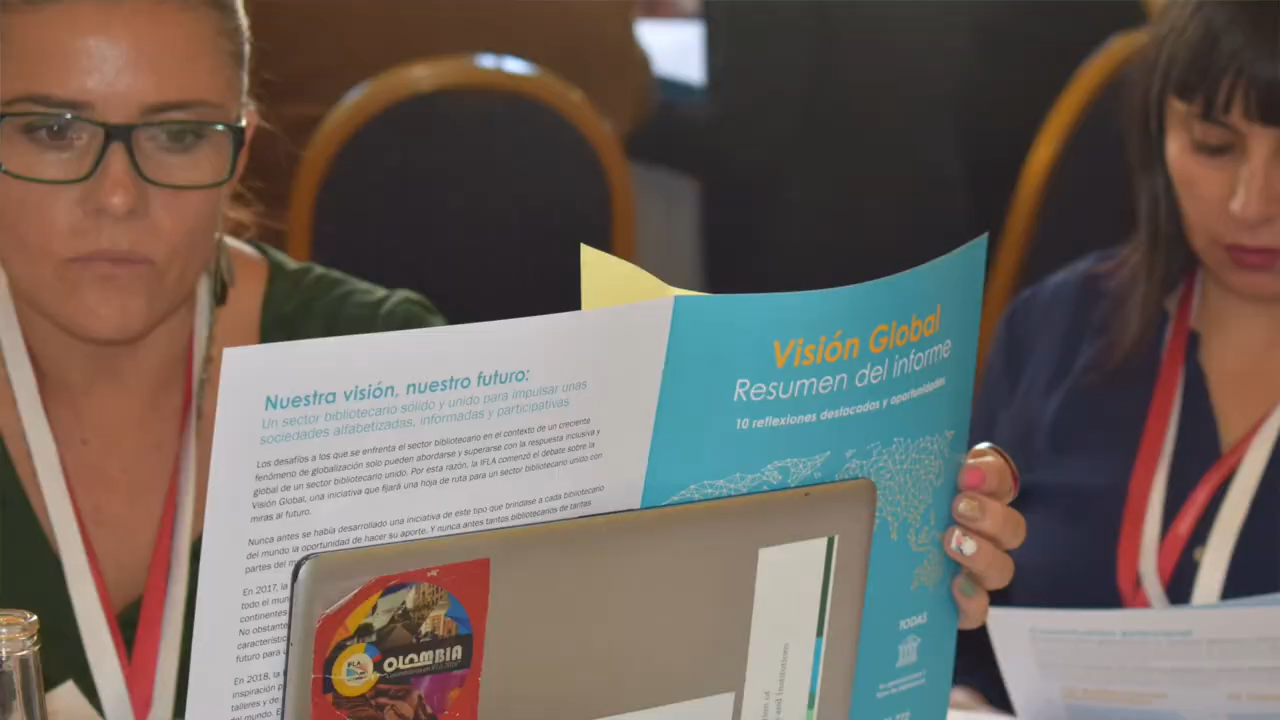 Nuestra visión, nuestro futuro:
Un sector bibliotecario sólido y unido para impulsar unas
sociedades alfabetizadas, informadas y participativas
Los desafíos a los que se enfrenta el sector bibliotecario en el contexto de un creciente
fenómeno de globalización solo pueden abordarse y superarse con la respuesta inclusiva y
global de un sector bibliotecario unido. Por esta razón, la IFLA comenzó el debate sobre la
Visión Global, una iniciativa que fijará una hoja de ruta para un sector bibliotecario unido con
miras al futuro.
Nunca antes se había desarrollado una iniciativa de este tipo que brindase a cada bibliotecario
del mundo la oportunidad de hacer su aporte. Y nunca antes tantos bibliotecarios de tantas
partes del
En 2017, la
todo el
continentes
No obstante
futuro para
En 2018, la
inspiración
talleres y de
Visión Global
Resumen del informe
10 reflexiones destacadas y oportunidades
TODAS
IFLA
OLOMBIA
and institutions